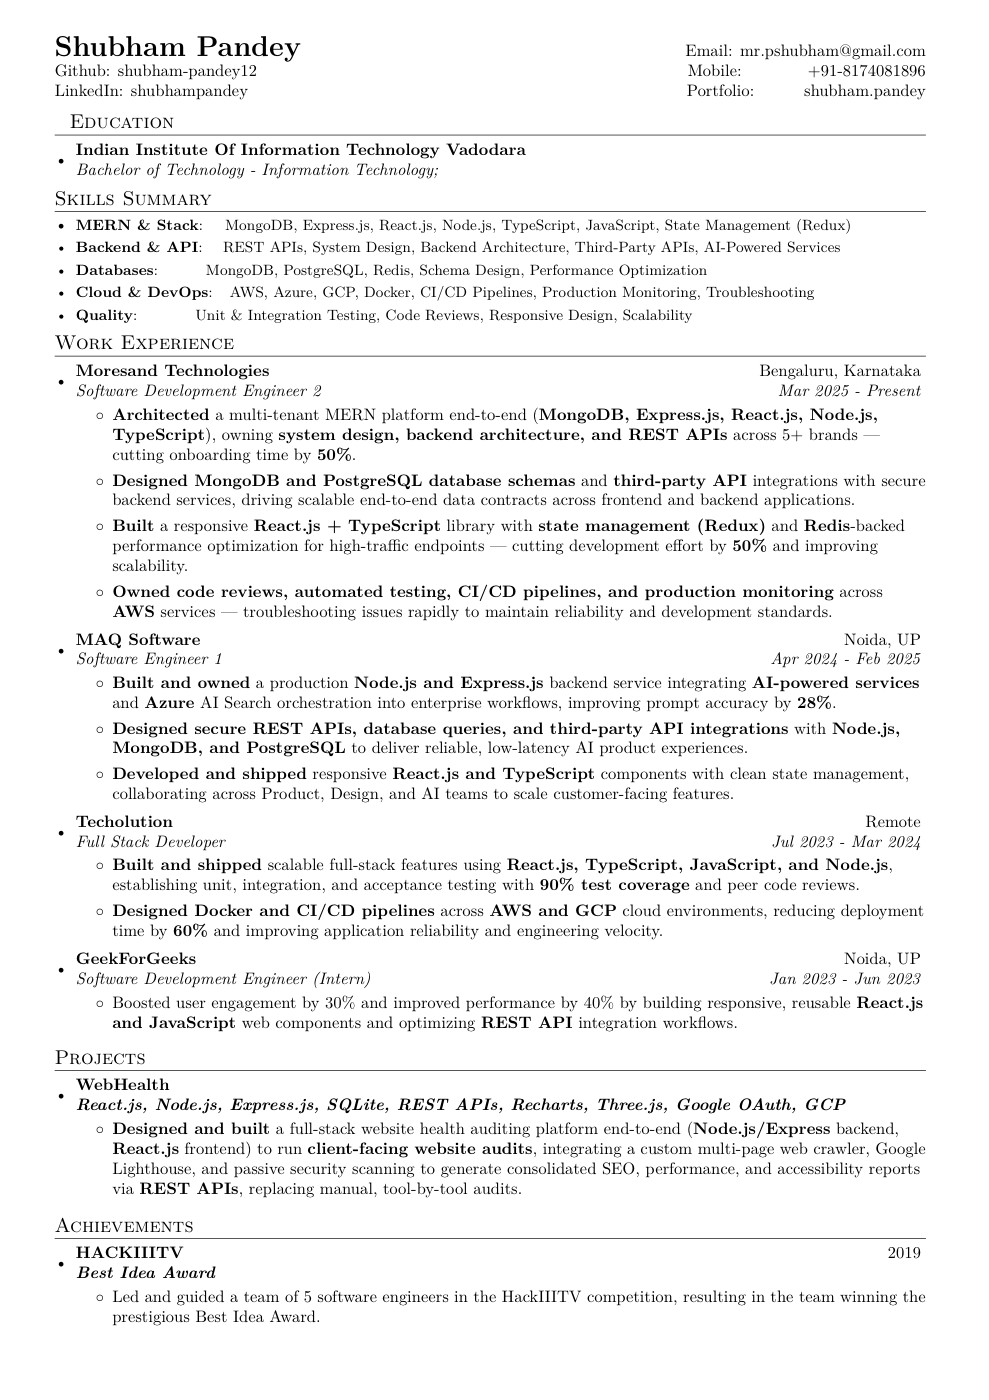 Shubham Pandey
Email: mr.pshubham@gmail.com
Github: shubham-pandey12
Mobile: +91-8174081896
LinkedIn: shubhampandey
Portfolio: shubham.pandey
Education
• Indian Institute Of Information Technology Vadodara
Bachelor of Technology - Information Technology;
Skills Summary
• MERN & Stack: MongoDB, Express.js, React.js, Node.js, TypeScript, JavaScript, State Management (Redux)
• Backend & API: REST APIs, System Design, Backend Architecture, Third-Party APIs, AI-Powered Services
• Databases: MongoDB, PostgreSQL, Redis, Schema Design, Performance Optimization
• Cloud & DevOps: AWS, Azure, GCP, Docker, CI/CD Pipelines, Production Monitoring, Troubleshooting
• Quality: Unit & Integration Testing, Code Reviews, Responsive Design, Scalability
Work Experience
• Moresand Technologies Bengaluru, Karnataka
Software Development Engineer 2 Mar 2025 - Present
◦ Architected a multi-tenant MERN platform end-to-end (MongoDB, Express.js, React.js, Node.js,
TypeScript), owning system design, backend architecture, and REST APIs across 5+ brands —
cutting onboarding time by 50%.
◦ Designed MongoDB and PostgreSQL database schemas and third-party API integrations with secure
backend services, driving scalable end-to-end data contracts across frontend and backend applications.
◦ Built a responsive React.js + TypeScript library with state management (Redux) and Redis-backed
performance optimization for high-traffic endpoints — cutting development effort by 50% and improving
scalability.
◦ Owned code reviews, automated testing, CI/CD pipelines, and production monitoring across
AWS services — troubleshooting issues rapidly to maintain reliability and development standards.
• MAQ Software Noida, UP
Software Engineer 1 Apr 2024 - Feb 2025
◦ Built and owned a production Node.js and Express.js backend service integrating AI-powered services
and Azure AI Search orchestration into enterprise workflows, improving prompt accuracy by 28%.
◦ Designed secure REST APIs, database queries, and third-party API integrations with Node.js,
MongoDB, and PostgreSQL to deliver reliable, low-latency AI product experiences.
◦ Developed and shipped responsive React.js and TypeScript components with clean state management,
collaborating across Product, Design, and AI teams to scale customer-facing features.
• Techolution Remote
Full Stack Developer Jul 2023 - Mar 2024
◦ Built and shipped scalable full-stack features using React.js, TypeScript, JavaScript, and Node.js,
establishing unit, integration, and acceptance testing with 90% test coverage and peer code reviews.
◦ Designed Docker and CI/CD pipelines across AWS and GCP cloud environments, reducing deployment
time by 60% and improving application reliability and engineering velocity.
• GeekForGeeks Noida, UP
Software Development Engineer (Intern) Jan 2023 - Jun 2023
◦ Boosted user engagement by 30% and improved performance by 40% by building responsive, reusable React.js
and JavaScript web components and optimizing REST API integration workflows.
Projects
• WebHealth
React.js, Node.js, Express.js, SQLite, REST APIs, Recharts, Three.js, Google OAuth, GCP
◦ Designed and built a full-stack website health auditing platform end-to-end (Node.js/Express backend,
React.js frontend) to run client-facing website audits, integrating a custom multi-page web crawler, Google
Lighthouse, and passive security scanning to generate consolidated SEO, performance, and accessibility reports
via REST APIs, replacing manual, tool-by-tool audits.
Achievements
• HACKIIITV 2019
Best Idea Award
◦ Led and guided a team of 5 software engineers in the HackIIITV competition, resulting in the team winning the
prestigious Best Idea Award.